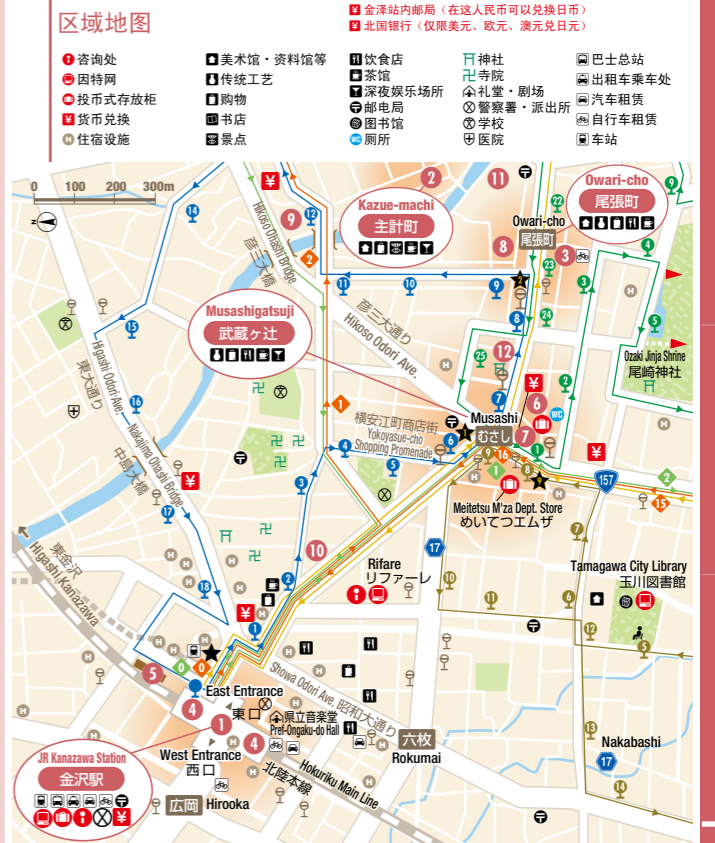 区域地图
¥ 金泽站内邮局（在这人民币可以兑换日币）
¥ 北国银行（仅限美元、欧元、澳元兑日元）
咨询处
因特网
投币式存放柜
¥ 货币兑换
H 住宿设施
美术馆・资料馆等
传统工艺
购物
书店
景点
饮食店
茶馆
深夜娱乐场所
邮电局
图书馆
WC 厕所
神社
寺院
礼堂・剧场
警察署・派出所
学校
医院
巴士总站
出租车乘车处
汽车租赁
自行车租赁
车站
0 100 200 300m
N
Kazue-machi
主計町
Owari-cho
尾張町
Owari-cho
尾張町
Hikoso Ohashi Bridge
彦三大橋
Musashigatsuji
武蔵ヶ辻
彦三大通り
Hikoso Odori Ave.
Ozaki Jinja Shrine
尾崎神社
Higashi Odori Ave.
東大通り
Nakajima Ohashi Bridge
中島大橋
横安江町商店街
Yokoyasue-cho
Shopping Promenade
Musashi
むさし
WC
157
Meitetsu M'za Dept. Store
めいてつエムザ
17
Rifare
リファーレ
Tamagawa City Library
玉川図書館
東金沢
Higashi Kanazawa
East Entrance
東口
Showa Odori Ave. 昭和大通り
県立音楽堂
Pref-Ongaku-do Hall
六枚
Rokumai
Nakabashi
17
JR Kanazawa Station
金沢駅
West Entrance
西口
北陸本線
Hokuriku Main Line
広岡 Hirooka